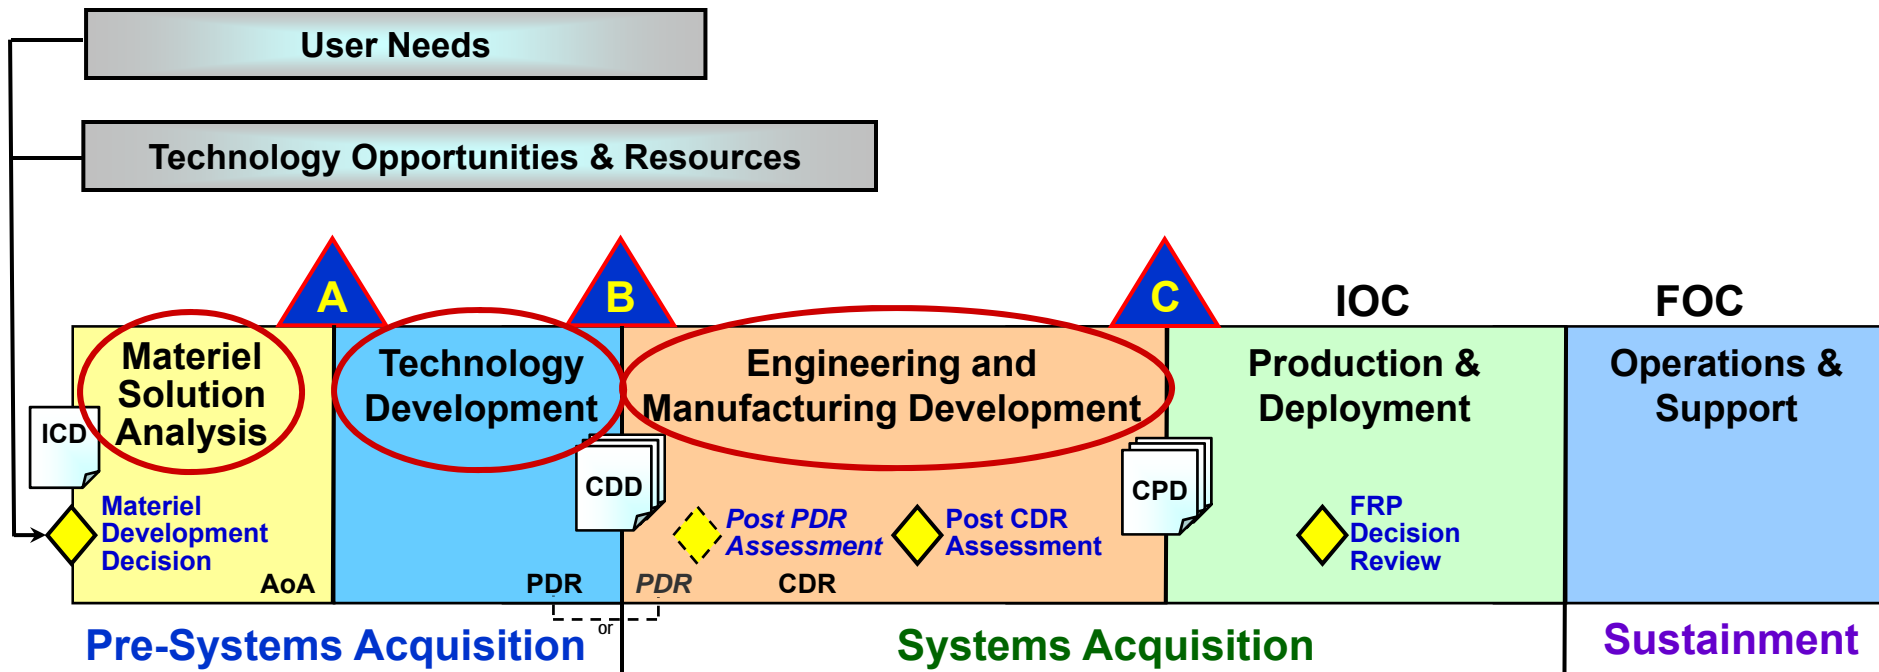 User Needs
Technology Opportunities & Resources
A
B
C
IOC
FOC
Materiel
Solution
Analysis
Technology
Development
Engineering and
Manufacturing Development
Production &
Deployment
Operations &
Support
ICD
CDD
CPD
Materiel
Development
Decision
Post PDR
Assessment
Post CDR
Assessment
FRP
Decision
Review
AoA
PDR
PDR
CDR
or
Pre-Systems Acquisition
Systems Acquisition
Sustainment